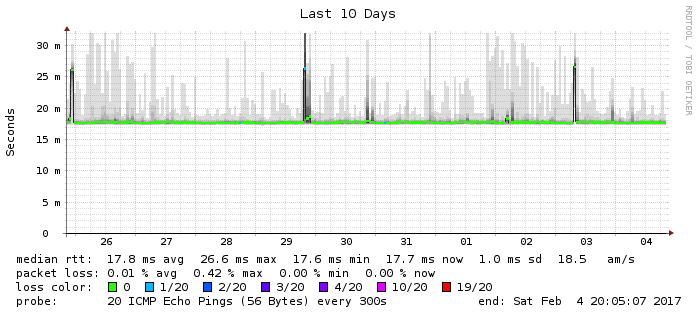 Last 10 Days
RRDTOOL / TOBI OETIKER
Seconds
30 m
25 m
20 m
15 m
10 m
5 m
0
26 27 28 29 30 31 01 02 03 04
median rtt: 17.8 ms avg 26.6 ms max 17.6 ms min 17.7 ms now 1.0 ms sd 18.5 am/s
packet loss: 0.01 % avg 0.42 % max 0.00 % min 0.00 % now
loss color: 0 1/20 2/20 3/20 4/20 10/20 19/20
probe: 20 ICMP Echo Pings (56 Bytes) every 300s end: Sat Feb 4 20:05:07 2017